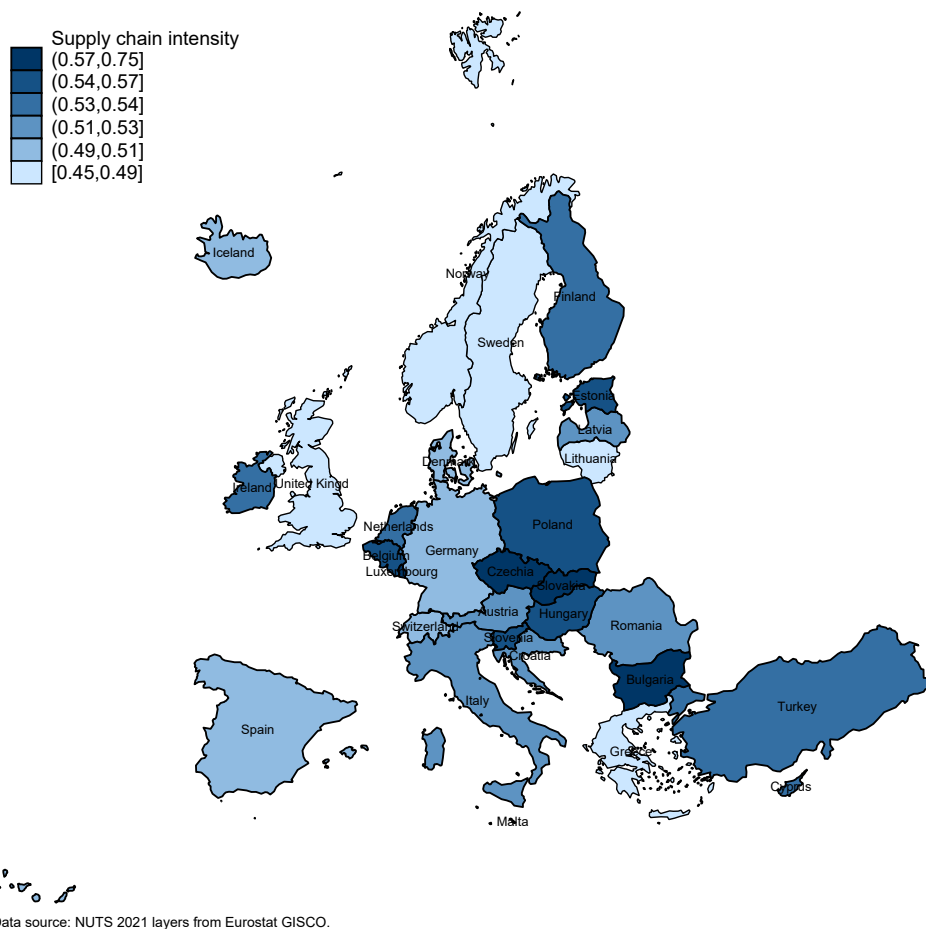 Supply chain intensity
(0.57,0.75]
(0.54,0.57]
(0.53,0.54]
(0.51,0.53]
(0.49,0.51]
[0.45,0.49]
Iceland
Norway
Finland
Sweden
Estonia
Latvia
Denmark
Lithuania
United Kingd
Ireland
Netherlands
Poland
Germany
Belgium
Luxembourg
Czechia
Slovakia
Austria
Hungary
Switzerland
Romania
Slovenia
Croatia
Bulgaria
Italy
Turkey
Spain
Greece
Cyprus
Malta
ata source: NUTS 2021 layers from Eurostat GISCO.